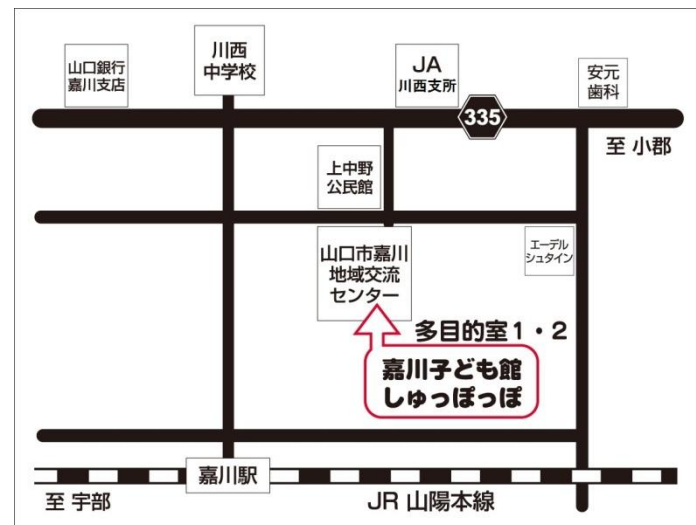 山口銀行
嘉川支店
川西
中学校
JA
川西支所
安元
歯科
335
至 小郡
上中野
公民館
山口市嘉川
地域交流
センター
エーデル
シュタイン
多目的室1・2
嘉川子ども館
しゅっぽっぽ
嘉川駅
至 宇部
JR 山陽本線